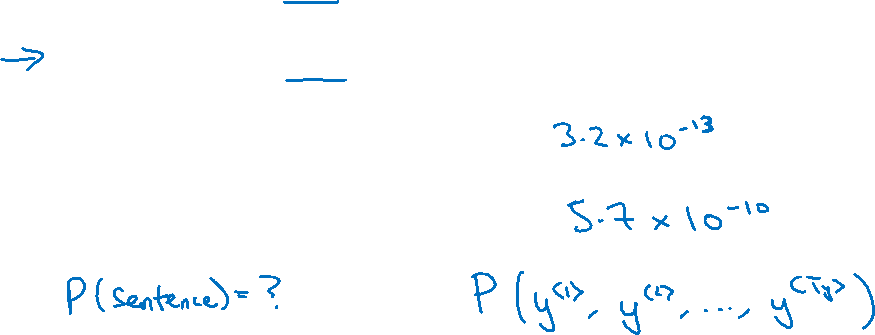 →
3.2 × 10⁻¹³
5.7 × 10⁻¹⁰
P(sentence) = ? P(y^<1>, y^<2>, ..., y^<Ty>)